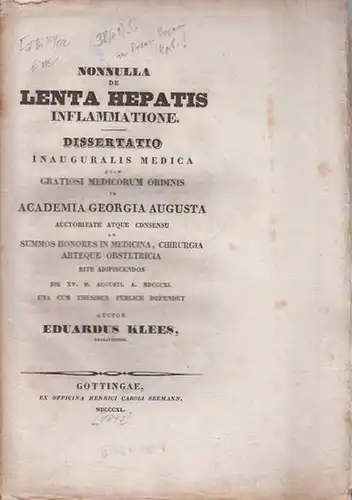 NONNULLA
DE
LENTA HEPATIS
INFLAMMATIONE.
DISSERTATIO
INAUGURALIS MEDICA
QUAM
GRATIOSI MEDICORUM ORDINIS
IN
ACADEMIA GEORGIA AUGUSTA
AUCTORITATE ATQUE CONSENSU
AD
SUMMOS HONORES IN MEDICINA, CHIRURGIA
ARTEQUE OBSTETRICIA
RITE ADIPISCENDOS
DIE XV. M. AUGUSTI. A. MDCCCXL
UNA CUM THESIBUS PUBLICE DEFENDET
AUCTOR
EDUARDUS KLEES,
GOTTINGAE,
EX OFFICINA HENRICI CAROLI SEEMANN.
MDCCCXL.